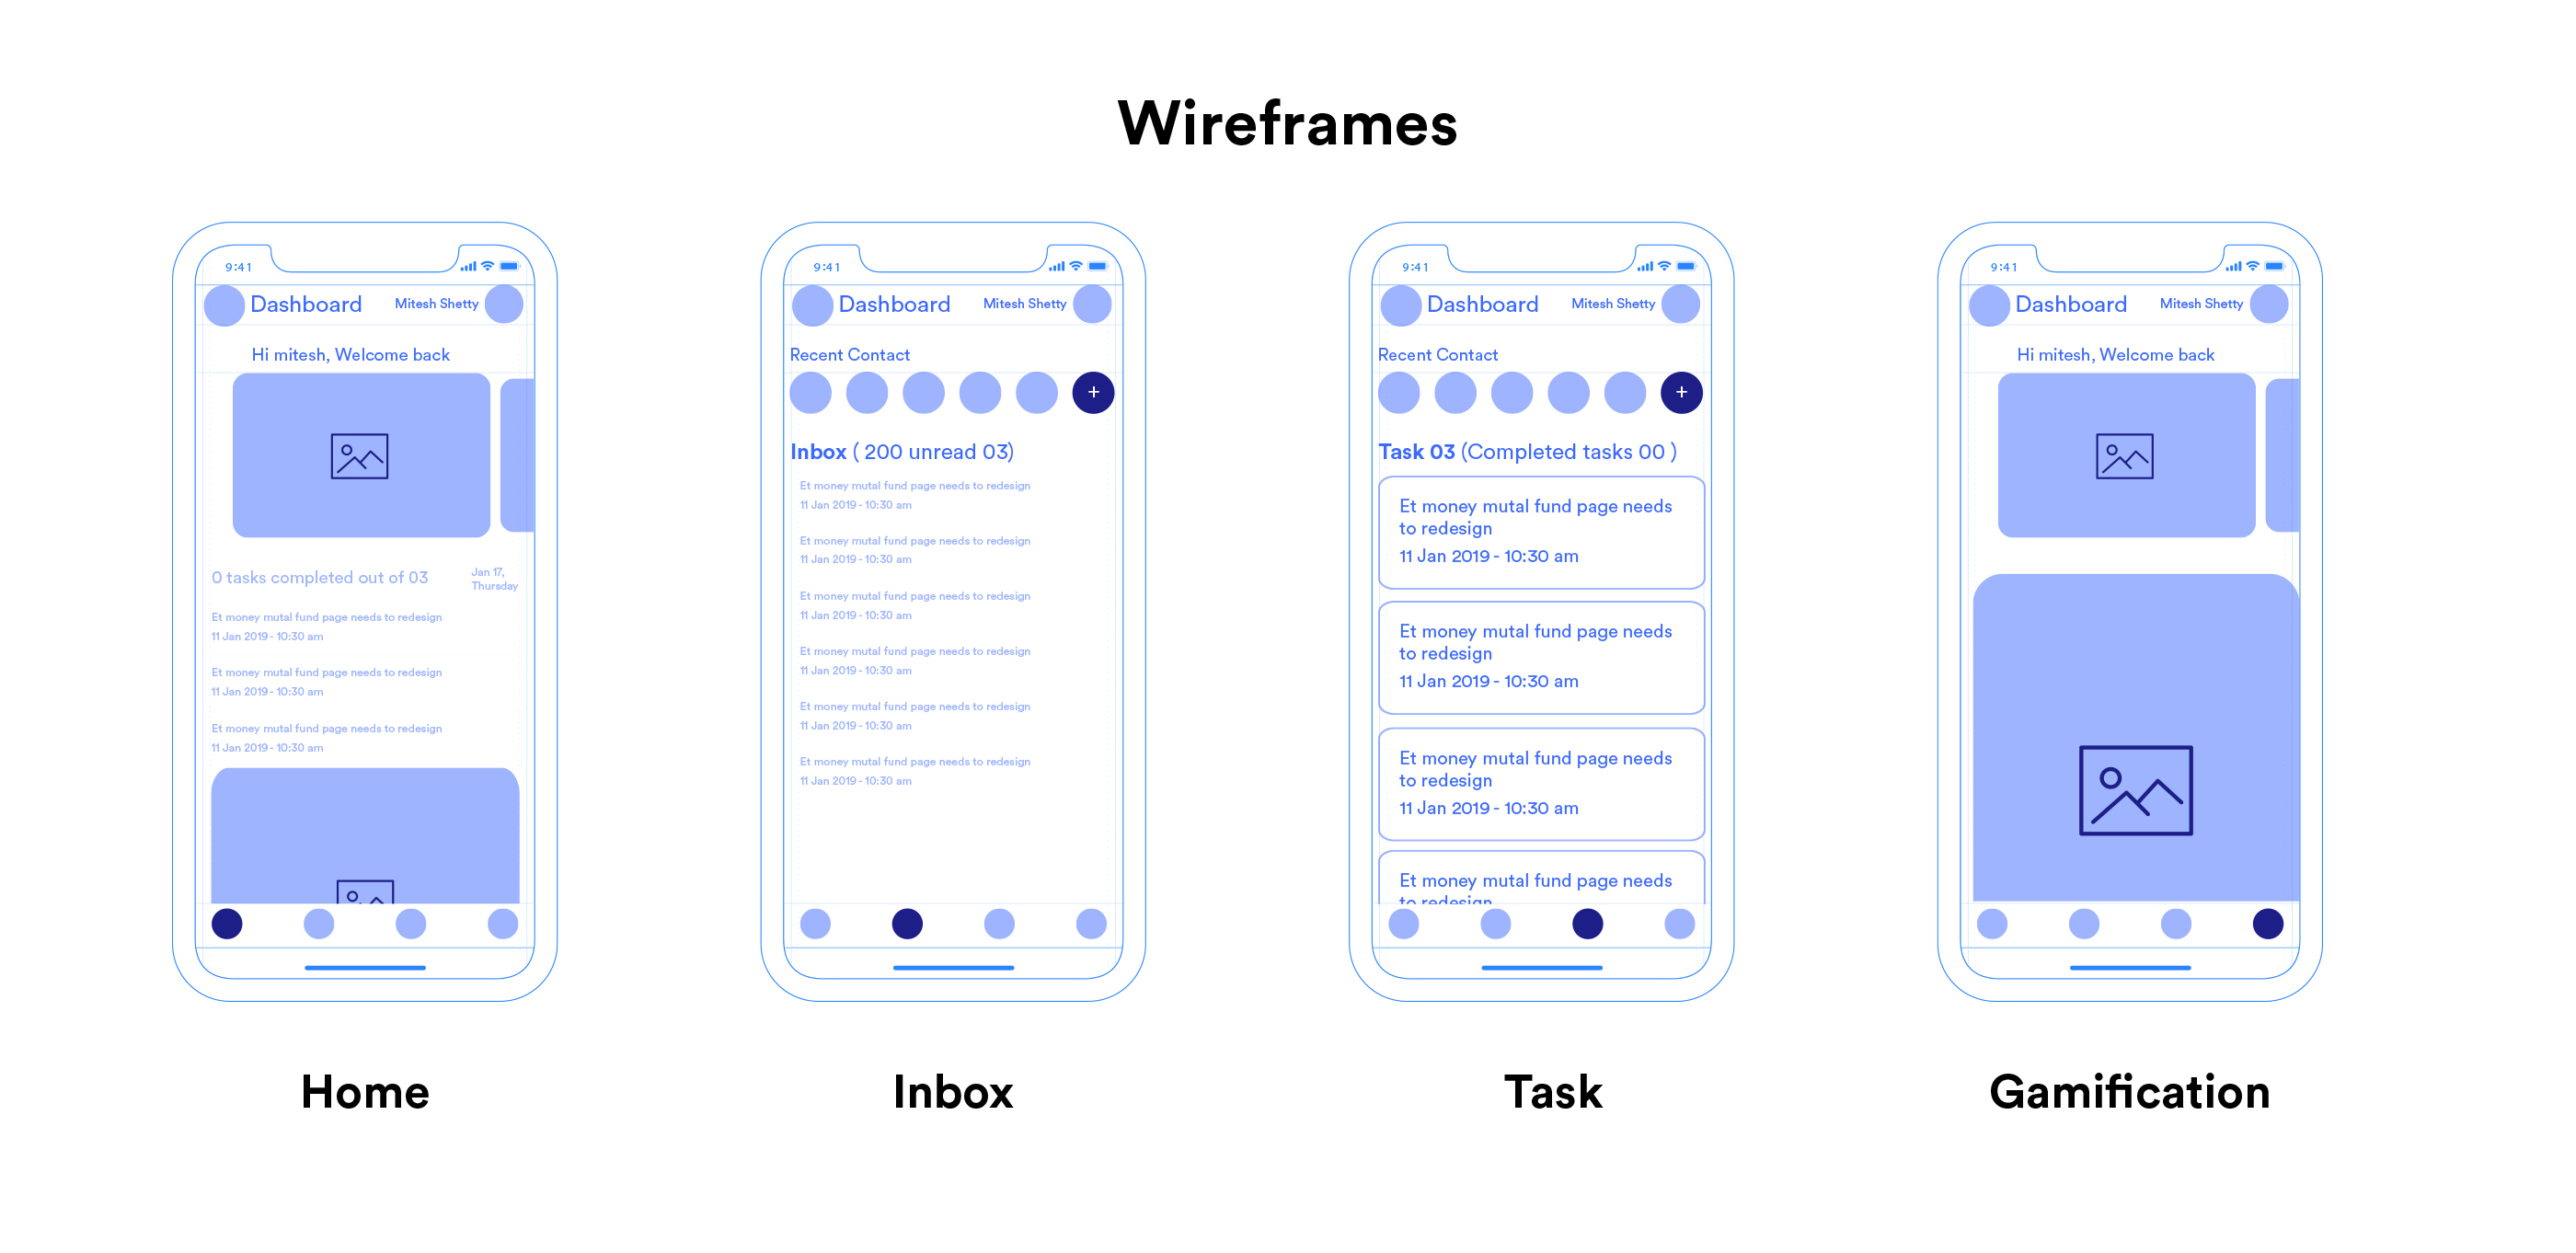 Wireframes
9:41
Dashboard
Mitesh Shetty
Hi mitesh, Welcome back
0 tasks completed out of 03
Jan 17,
Thursday
Et money mutal fund page needs to redesign
11 Jan 2019 - 10:30 am
Et money mutal fund page needs to redesign
11 Jan 2019 - 10:30 am
Et money mutal fund page needs to redesign
11 Jan 2019 - 10:30 am
Home
9:41
Dashboard
Mitesh Shetty
Recent Contact
+
Inbox ( 200 unread 03)
Et money mutal fund page needs to redesign
11 Jan 2019 - 10:30 am
Et money mutal fund page needs to redesign
11 Jan 2019 - 10:30 am
Et money mutal fund page needs to redesign
11 Jan 2019 - 10:30 am
Et money mutal fund page needs to redesign
11 Jan 2019 - 10:30 am
Et money mutal fund page needs to redesign
11 Jan 2019 - 10:30 am
Et money mutal fund page needs to redesign
11 Jan 2019 - 10:30 am
Inbox
9:41
Dashboard
Mitesh Shetty
Recent Contact
+
Task 03 (Completed tasks 00 )
Et money mutal fund page needs
to redesign
11 Jan 2019 - 10:30 am
Et money mutal fund page needs
to redesign
11 Jan 2019 - 10:30 am
Et money mutal fund page needs
to redesign
11 Jan 2019 - 10:30 am
Et money mutal fund page needs
to redesign
Task
9:41
Dashboard
Mitesh Shetty
Hi mitesh, Welcome back
Gamification